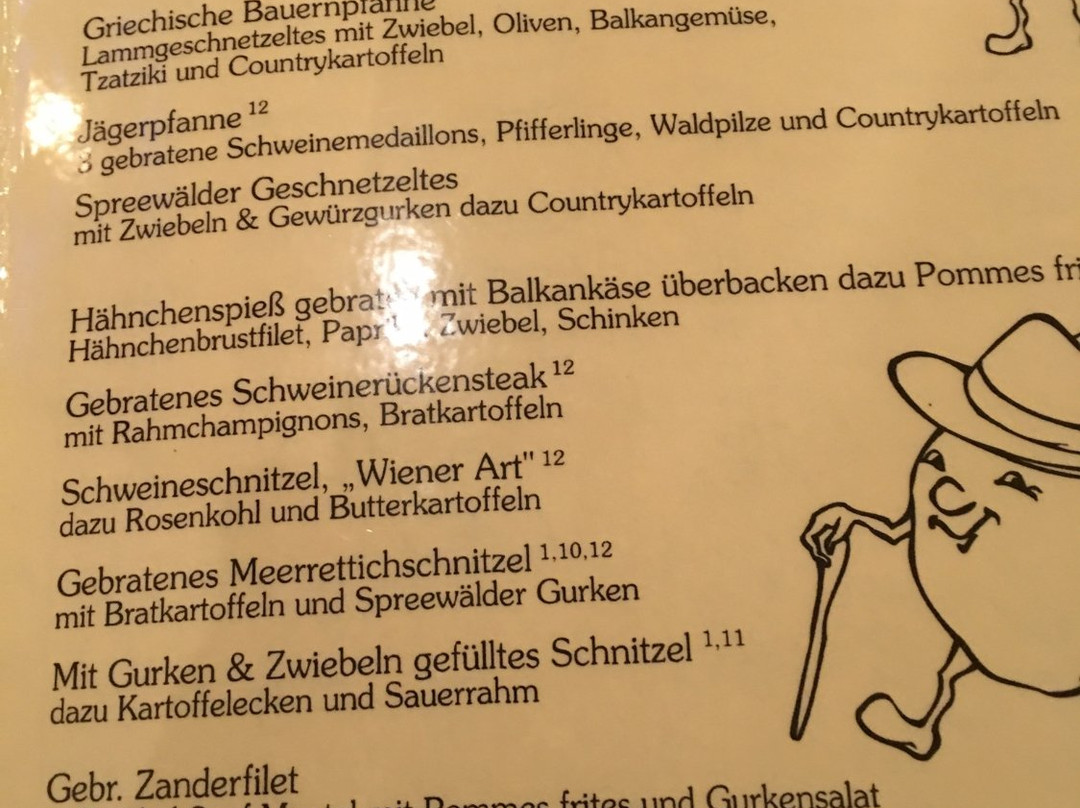 Griechische Bauernpfanne
Lammgeschnetzeltes mit Zwiebel, Oliven, Balkangemüse,
Tzatziki und Countrykartoffeln
Jägerpfanne 12
3 gebratene Schweinemedaillons, Pfifferlinge, Waldpilze und Countrykartoffeln
Spreewälder Geschnetzeltes
mit Zwiebeln & Gewürzgurken dazu Countrykartoffeln
Hähnchenspieß mit Balkankäse überbacken dazu Pommes
Hähnchenbrustfilet, Zwiebel, Schinken
Gebratenes Schweinerückensteak 12
mit Rahmchampignons, Bratkartoffeln
Schweineschnitzel, „Wiener Art" 12
dazu Rosenkohl und Butterkartoffeln
Gebratenes Meerrettichschnitzel 1,10,12
mit Bratkartoffeln und Spreewälder Gurken
Mit Gurken & Zwiebeln gefülltes Schnitzel 1,11
dazu Kartoffelecken und Sauerrahm
Gebr. Zanderfilet
mit Pommes frites und Gurkensalat